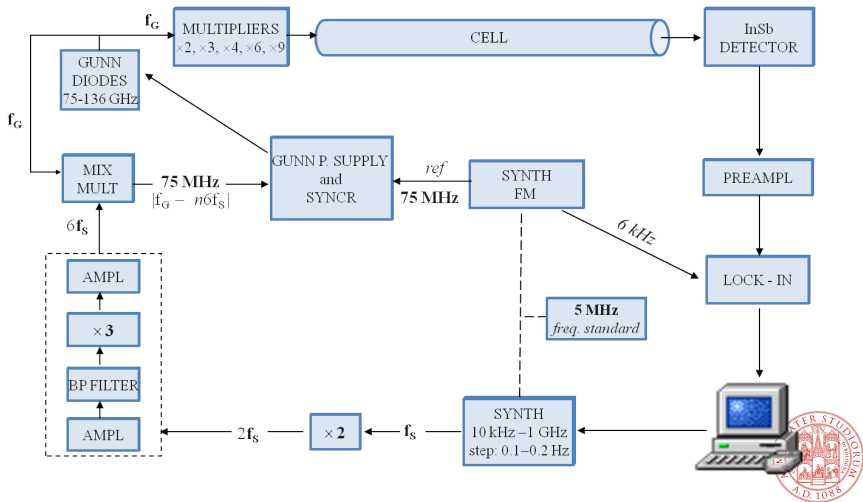 f_G
MULTIPLIERS
×2, ×3, ×4, ×6, ×9
CELL
InSb
DETECTOR
GUNN
DIODES
75-136 GHz
f_G
MIX
MULT
75 MHz
|f_G – n6f_S|
GUNN P. SUPPLY
and
SYNCR
ref
75 MHz
SYNTH
FM
PREAMPL
6 kHz
LOCK - IN
6f_S
AMPL
× 3
BP FILTER
AMPL
5 MHz
freq. standard
2f_S
× 2
f_S
SYNTH
10 kHz –1 GHz
step: 0.1–0.2 Hz
A.D. 1088